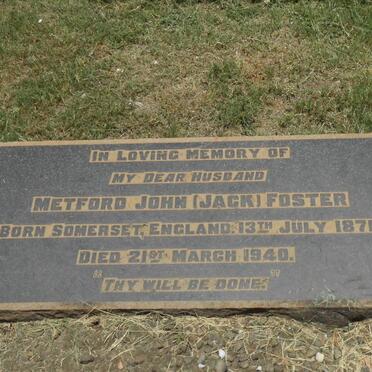 IN LOVING MEMORY OF
MY DEAR HUSBAND
METFORD JOHN (JACK) FOSTER
BORN SOMERSET, ENGLAND, 13TH JULY
DIED 21ST MARCH 1940.
"THY WILL BE DONE."